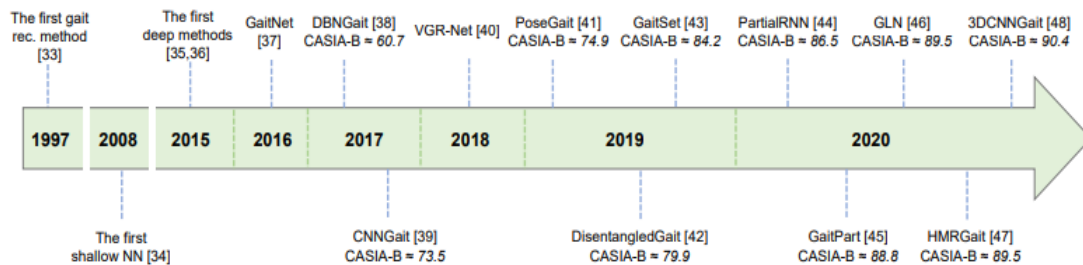 The first gait
rec. method
[33]
The first
deep methods
[35,36]
GaitNet
[37]
DBNGait [38]
CASIA-B ≈ 60.7
VGR-Net [40]
PoseGait [41]
CASIA-B ≈ 74.9
GaitSet [43]
CASIA-B ≈ 84.2
PartialRNN [44]
CASIA-B ≈ 86.5
GLN [46]
CASIA-B ≈ 89.5
3DCNNGait [48]
CASIA-B ≈ 90.4
1997 2008 2015 2016 2017 2018 2019 2020
The first
shallow NN [34]
CNNGait [39]
CASIA-B ≈ 73.5
DisentangledGait [42]
CASIA-B ≈ 79.9
GaitPart [45]
CASIA-B ≈ 88.8
HMRGait [47]
CASIA-B ≈ 89.5